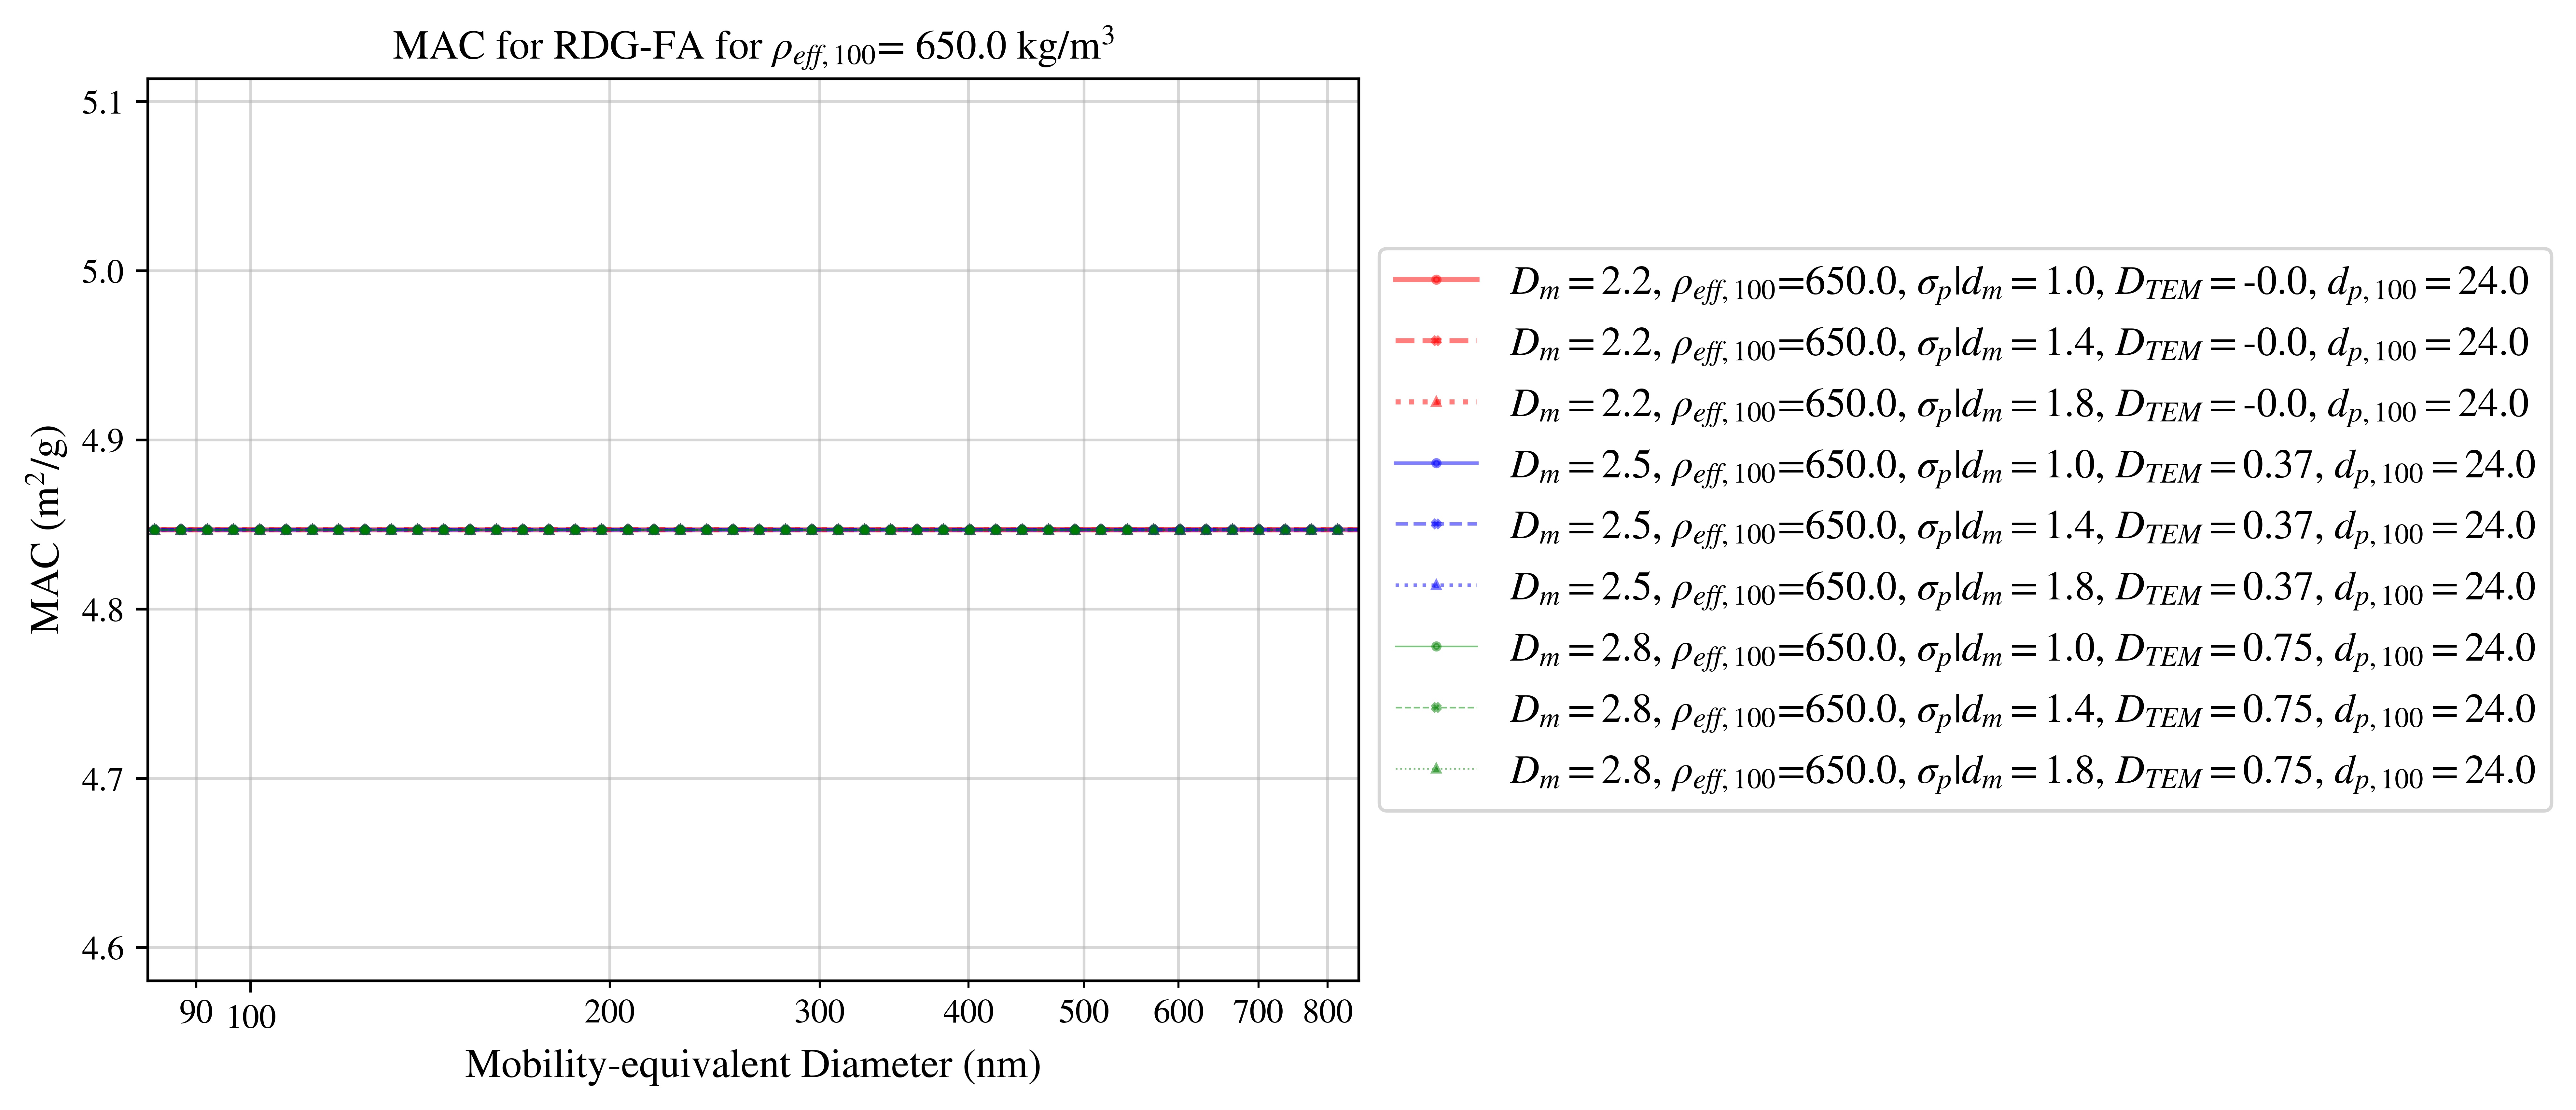 MAC for RDG-FA for ρeff,100= 650.0 kg/m³
5.1
5.0
4.9
4.8
4.7
4.6
MAC (m²/g)
90 100 200 300 400 500 600 700 800
Mobility-equivalent Diameter (nm)
Dm = 2.2, ρeff,100=650.0, σp|dm = 1.0, DTEM = -0.0, dp,100 = 24.0
Dm = 2.2, ρeff,100=650.0, σp|dm = 1.4, DTEM = -0.0, dp,100 = 24.0
Dm = 2.2, ρeff,100=650.0, σp|dm = 1.8, DTEM = -0.0, dp,100 = 24.0
Dm = 2.5, ρeff,100=650.0, σp|dm = 1.0, DTEM = 0.37, dp,100 = 24.0
Dm = 2.5, ρeff,100=650.0, σp|dm = 1.4, DTEM = 0.37, dp,100 = 24.0
Dm = 2.5, ρeff,100=650.0, σp|dm = 1.8, DTEM = 0.37, dp,100 = 24.0
Dm = 2.8, ρeff,100=650.0, σp|dm = 1.0, DTEM = 0.75, dp,100 = 24.0
Dm = 2.8, ρeff,100=650.0, σp|dm = 1.4, DTEM = 0.75, dp,100 = 24.0
Dm = 2.8, ρeff,100=650.0, σp|dm = 1.8, DTEM = 0.75, dp,100 = 24.0